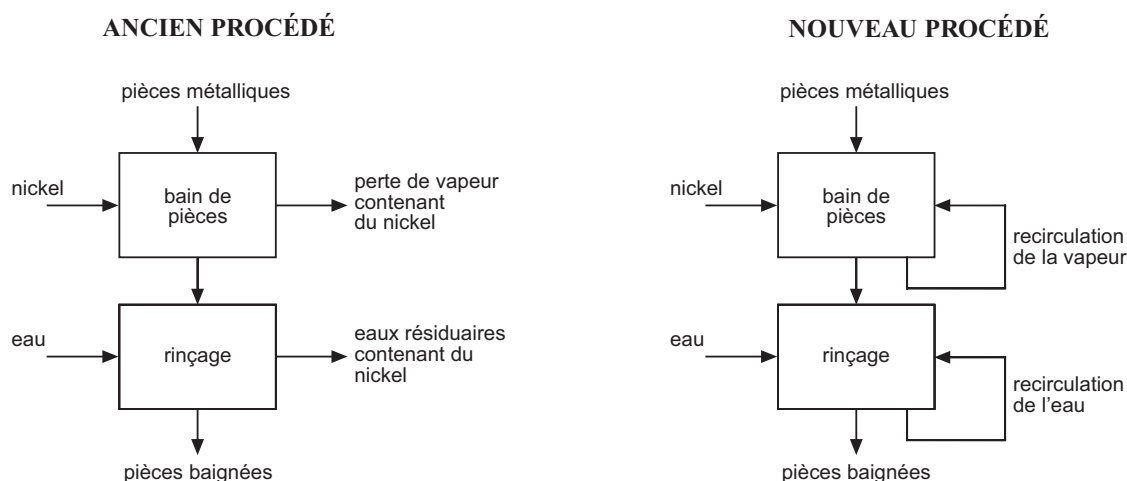 ANCIEN PROCÉDÉ
pièces métalliques
nickel
bain de
pièces
perte de vapeur
contenant
du nickel
eau
rinçage
eaux résiduaires
contenant du
nickel
pièces baignées
NOUVEAU PROCÉDÉ
pièces métalliques
nickel
bain de
pièces
recirculation
de la vapeur
eau
rinçage
recirculation
de l'eau
pièces baignées